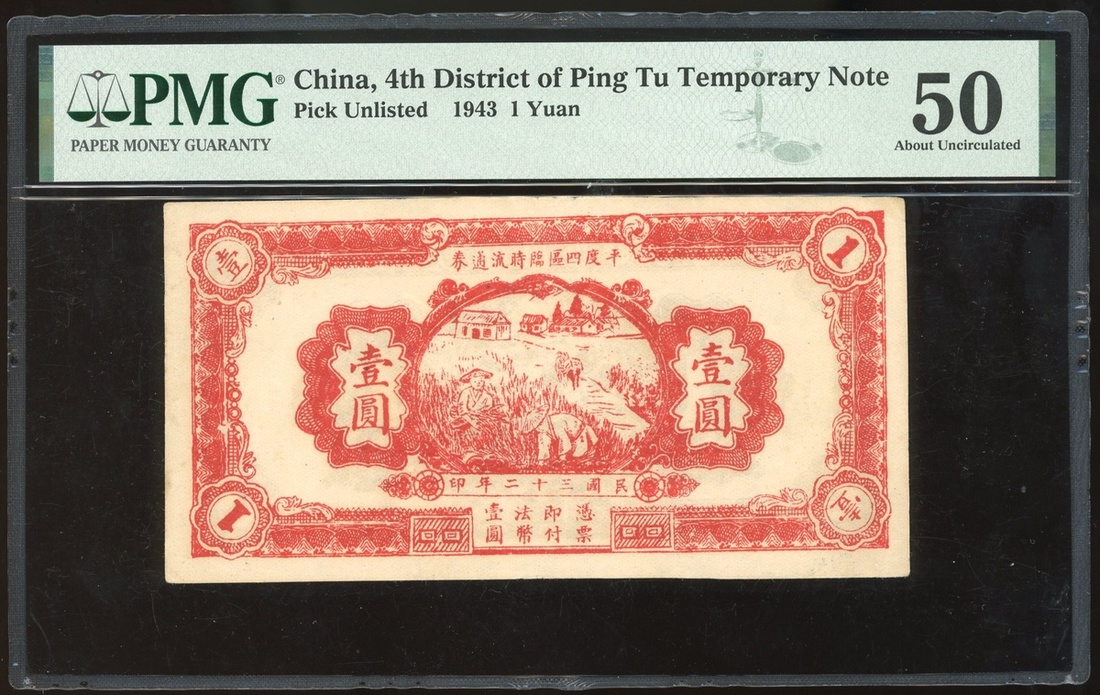 PMG®
PAPER MONEY GUARANTY
China, 4th District of Ping Tu Temporary Note
Pick Unlisted 1943 1 Yuan
50
About Uncirculated
壹
1
平度四區臨時流通券
壹圓
壹圓
民國三十二年印
憑票
即付
法幣
壹圓
1
壹